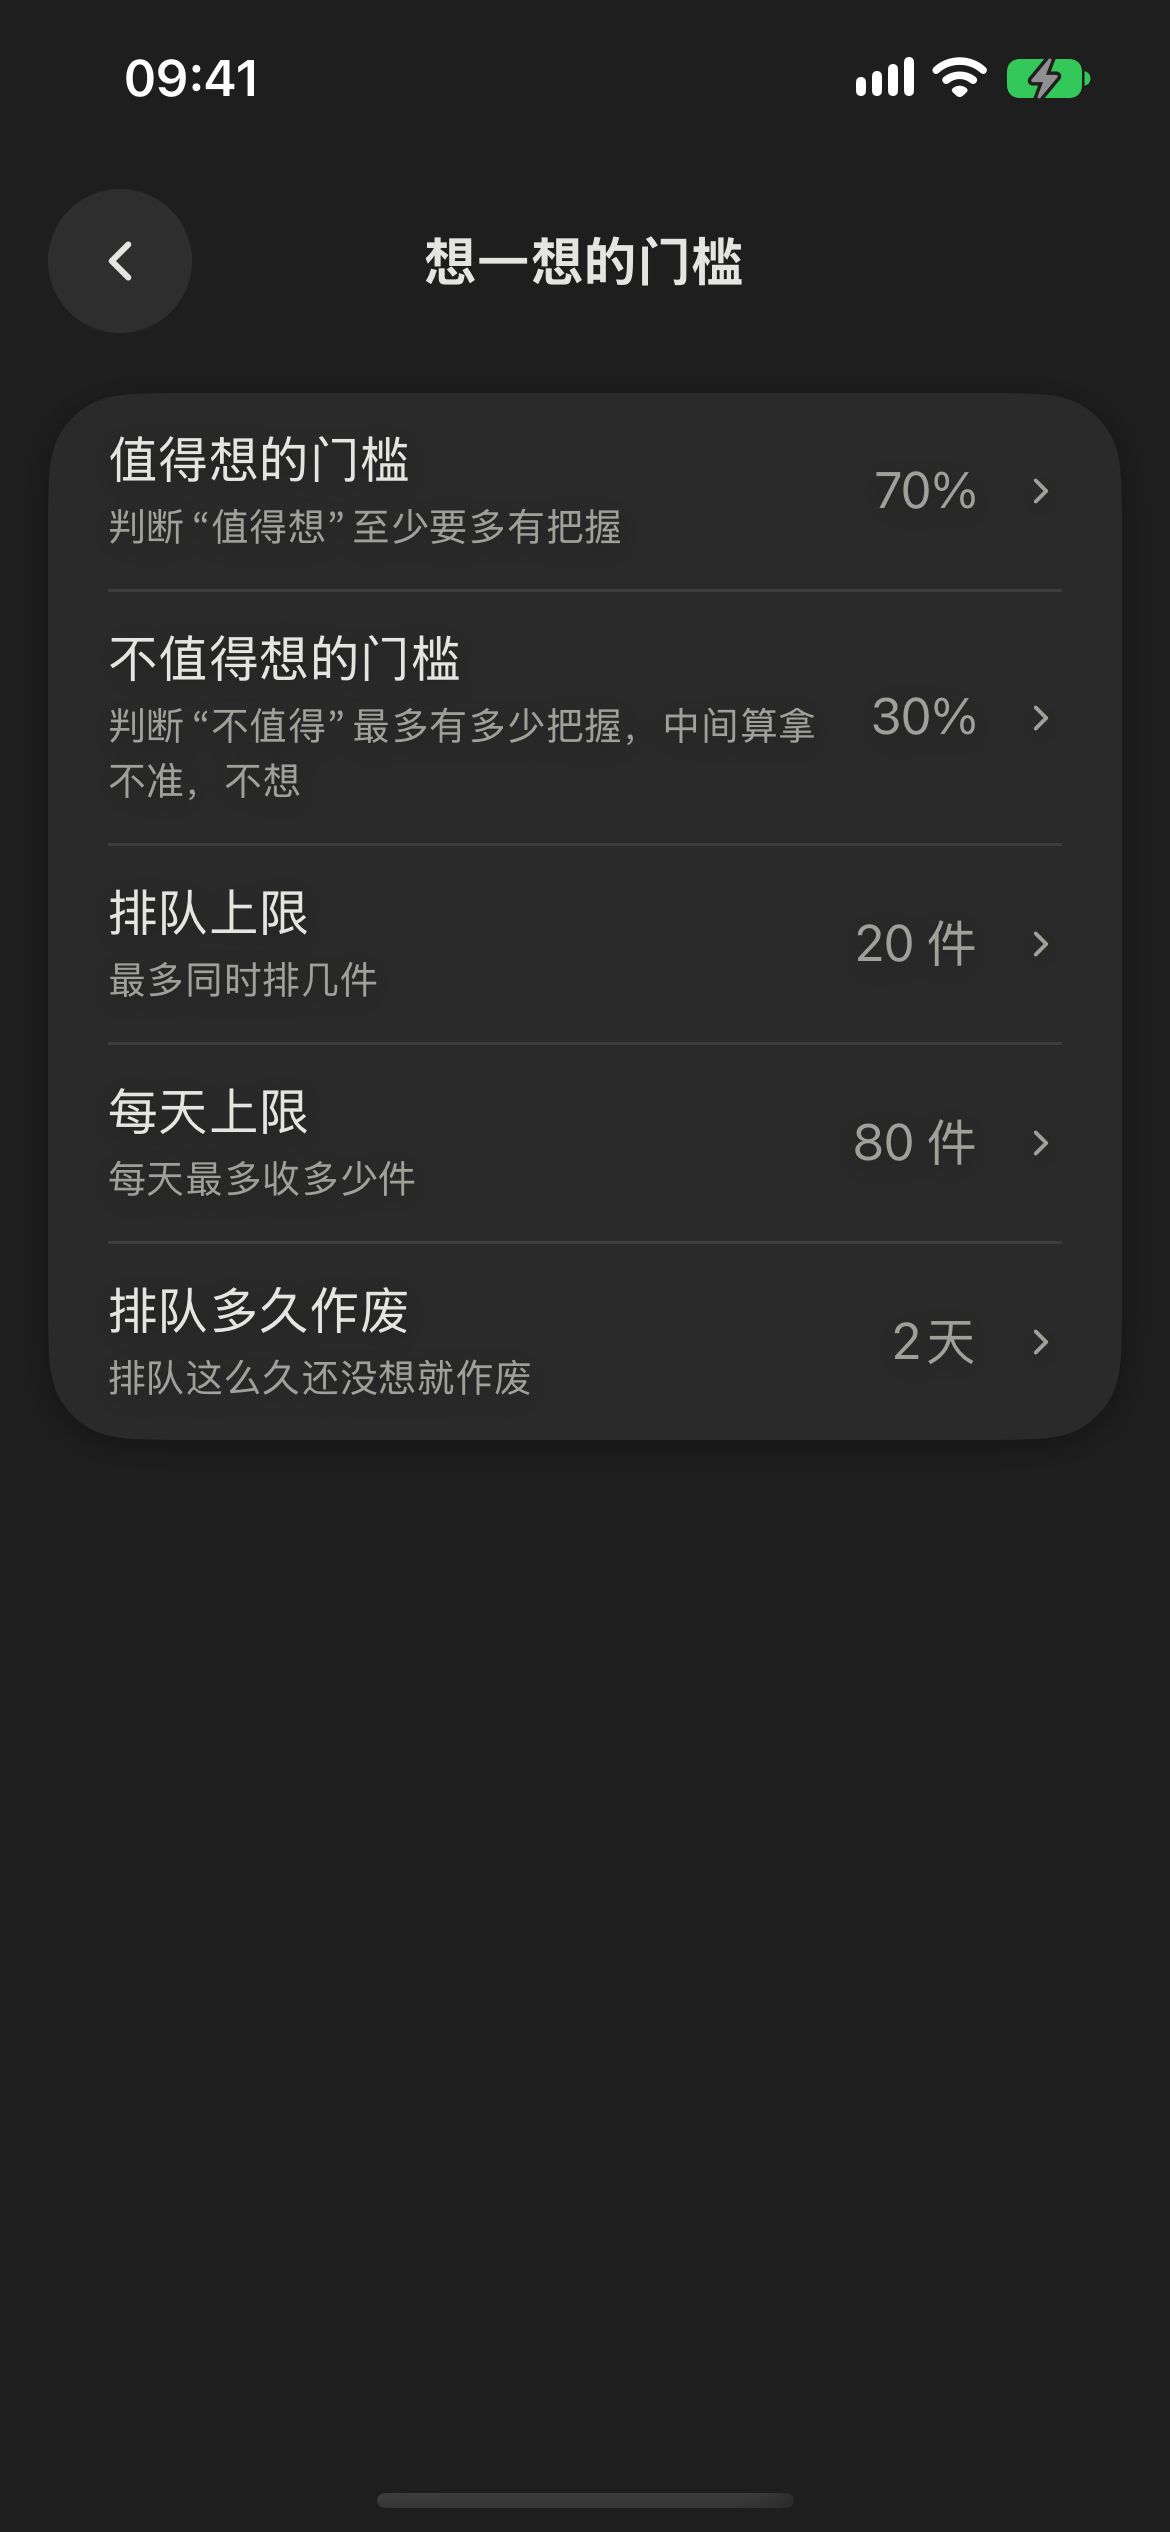 09:41
想一想的门槛
值得想的门槛
判断“值得想”至少要多有把握
70%
不值得想的门槛
判断“不值得”最多有多少把握，中间算拿
不准，不想
30%
排队上限
最多同时排几件
20 件
每天上限
每天最多收多少件
80 件
排队多久作废
排队这么久还没想就作废
2天